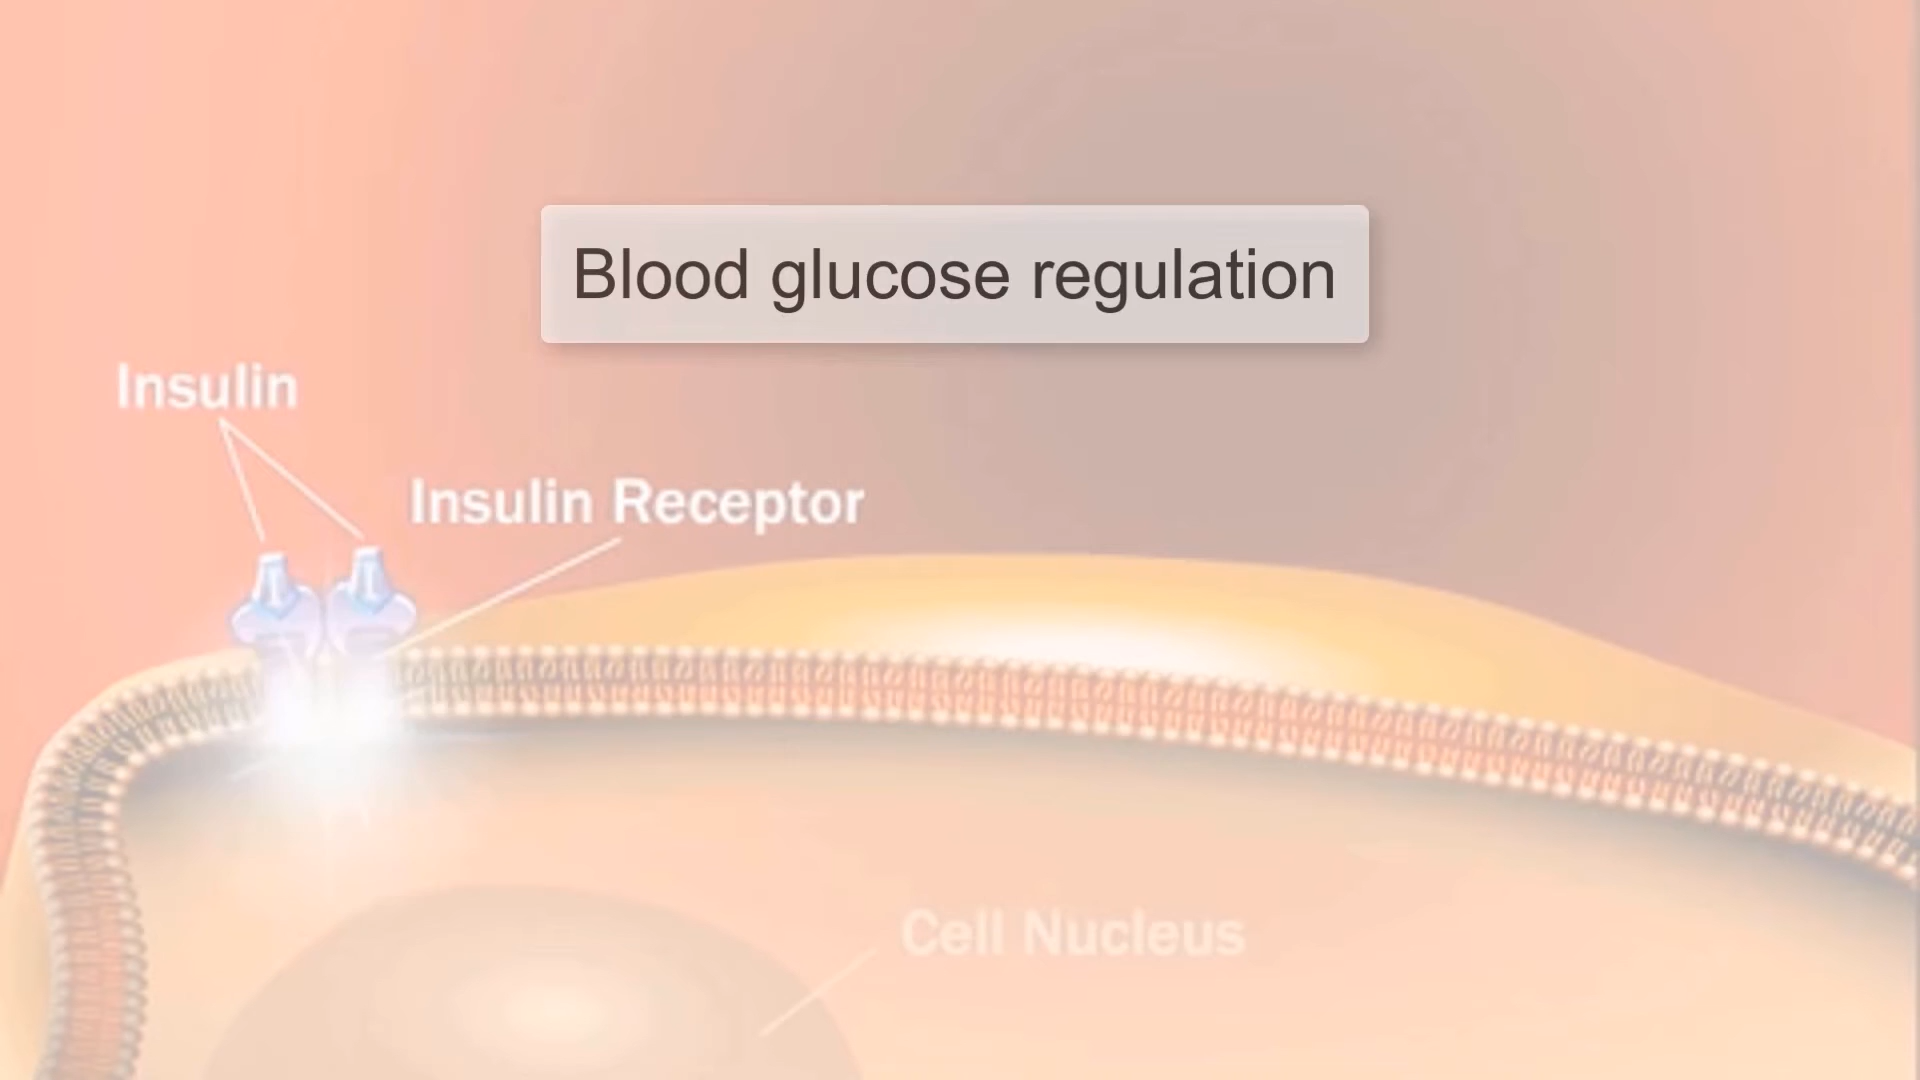 Blood glucose regulation
Insulin
Insulin Receptor
Cell Nucleus